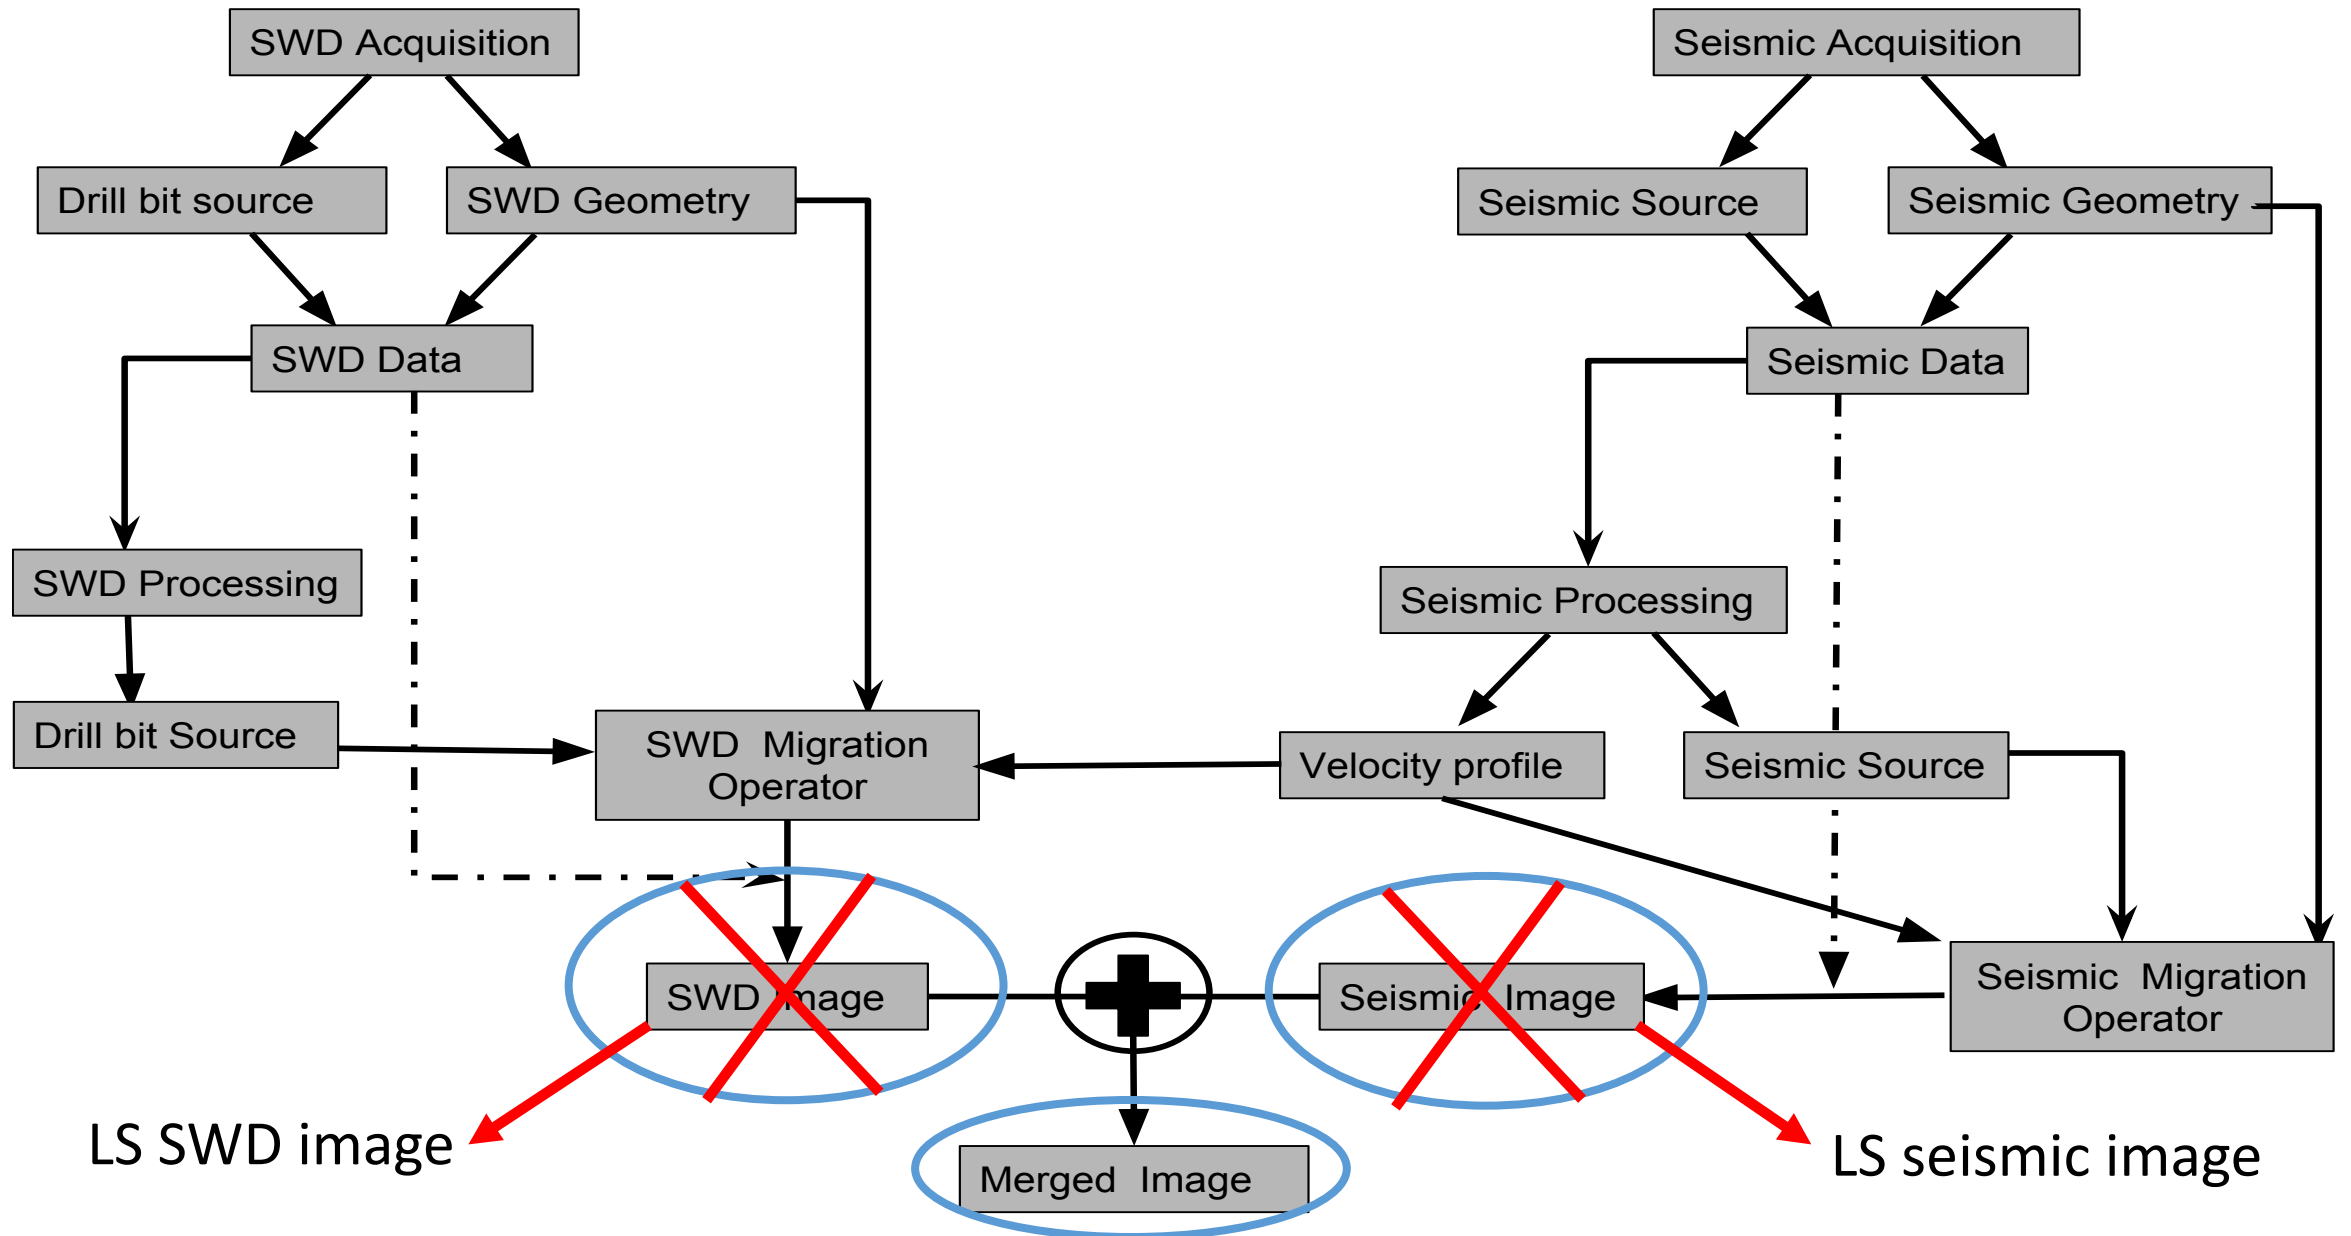 SWD Acquisition
Seismic Acquisition
Drill bit source
SWD Geometry
Seismic Source
Seismic Geometry
SWD Data
Seismic Data
SWD Processing
Seismic Processing
Drill bit Source
SWD Migration
Operator
Velocity profile
Seismic Source
SWD Image
Seismic Image
Seismic Migration
Operator
LS SWD image
Merged Image
LS seismic image